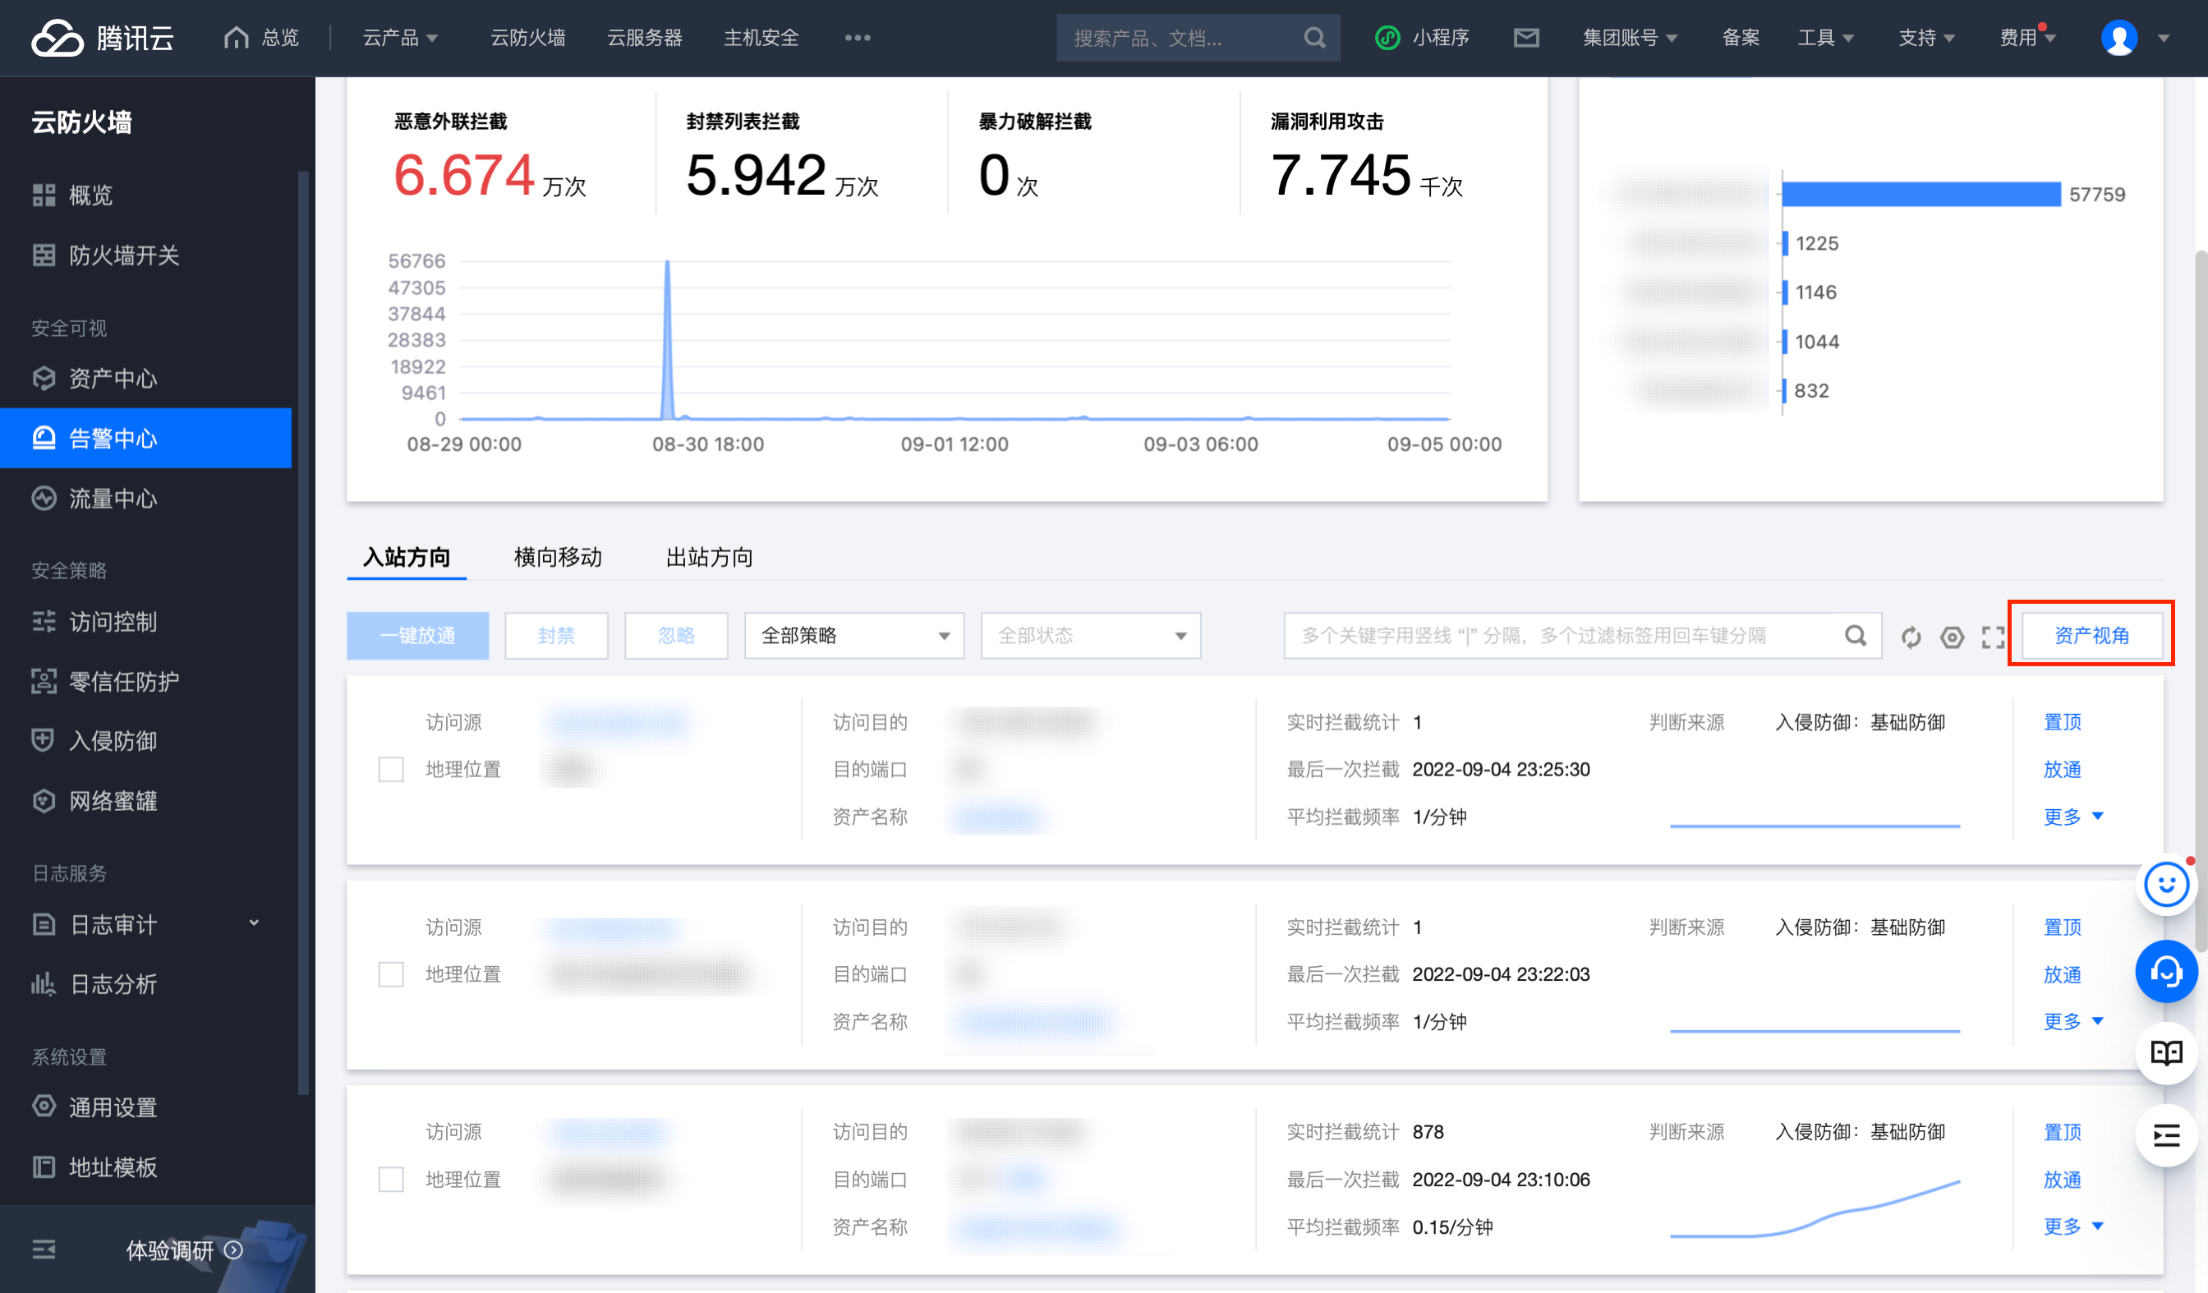 腾讯云
总览
云产品
云防火墙
云服务器
主机安全
•••
搜索产品、文档...
小程序
集团账号
备案
工具
支持
费用
云防火墙
概览
防火墙开关
安全可视
资产中心
告警中心
流量中心
安全策略
访问控制
零信任防护
入侵防御
网络蜜罐
日志服务
日志审计
日志分析
系统设置
通用设置
地址模板
体验调研
恶意外联拦截
6.674 万次
封禁列表拦截
5.942 万次
暴力破解拦截
0 次
漏洞利用攻击
7.745 千次
56766
47305
37844
28383
18922
9461
0
08-29 00:00
08-30 18:00
09-01 12:00
09-03 06:00
09-05 00:00
57759
1225
1146
1044
832
入站方向
横向移动
出站方向
一键放通
封禁
忽略
全部策略
全部状态
多个关键字用竖线 “|” 分隔，多个过滤标签用回车键分隔
资产视角
访问源
地理位置
访问目的
目的端口
资产名称
实时拦截统计 1
最后一次拦截 2022-09-04 23:25:30
平均拦截频率 1/分钟
判断来源 入侵防御：基础防御
置顶
放通
更多
访问源
地理位置
访问目的
目的端口
资产名称
实时拦截统计 1
最后一次拦截 2022-09-04 23:22:03
平均拦截频率 1/分钟
判断来源 入侵防御：基础防御
置顶
放通
更多
访问源
地理位置
访问目的
目的端口
资产名称
实时拦截统计 878
最后一次拦截 2022-09-04 23:10:06
平均拦截频率 0.15/分钟
判断来源 入侵防御：基础防御
置顶
放通
更多